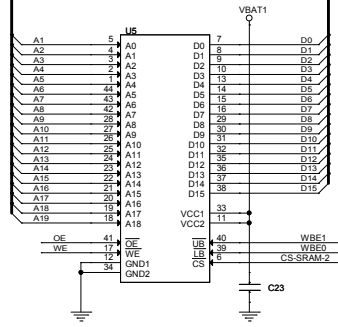 VBAT1
U5
A1 5 A0 D0 7 D0
A2 4 A1 D1 8 D1
A3 3 A2 D2 9 D2
A4 2 A3 D3 10 D3
A5 1 A4 D4 13 D4
A6 44 A5 D5 14 D5
A7 43 A6 D6 15 D6
A8 42 A7 D7 16 D7
A9 28 A8 D8 29 D8
A10 27 A9 D9 30 D9
A11 26 A10 D10 31 D10
A12 25 A11 D11 32 D11
A13 24 A12 D12 35 D12
A14 23 A13 D13 36 D13
A15 22 A14 D14 37 D14
A16 21 A15 D15 38 D15
A17 20 A16
A18 19 A17 VCC1 33
A19 18 A18 VCC2 11
OE 41 OE UB 40 WBE1
WE 17 WE LB 39 WBE0
12 GND1 CS 6 CS-SRAM-2
34 GND2
C23